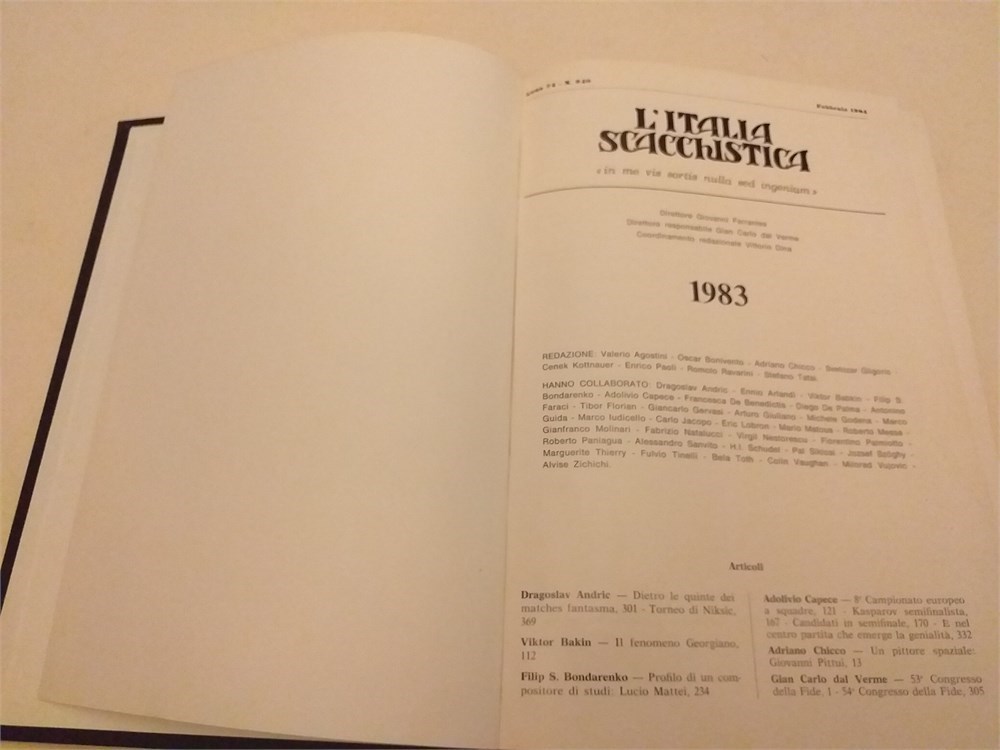 Anno 74 - N.
Febbraio 1984
L'ITALIA
SCACCHISTICA
«in me vis sortis nulla sed ingenium»
Direttore Giovanni Ferrantes
Direttore responsabile Gian Carlo dal Verme
Coordinamento redazionale Vittorio
1983
REDAZIONE: Valerio Agostini - Oscar Bonivento - Adriano Chicco - Svetozar Gligoric -
Cenek Kottnauer - Enrico Paoli - Romolo Ravarini - Stefano Tatai.
HANNO COLLABORATO: Dragoslav Andric - Ennio Arlandi - Viktor Bakin - Filip S.
Bondarenko - Adolivio Capece - Francesca De Benedictis - Diego De Palma - Antonino
Faraci - Tibor Florian - Giancarlo Gervasi - Arturo Giuliano - Michele Godena - Marco
Guida - Marco Iudicello - Carlo Jacopo - Eric Lobron - Mario Matous - Roberto Messa -
Gianfranco Molinari - Fabrizio Natalucci - Virgil Nestorescu - Fiorentino Palmiotto -
Roberto Paniagua - Alessandro Sanvito - H.J. Schudel - Pal Sikicai - Jozsef Szöghy -
Marguerite Thierry - Fulvio Tinelli - Bela Toth - Colin Vaughan - Milorad Vujovic -
Alvise Zichichi.
Articoli
Dragoslav Andric — Dietro le quinte dei
matches fantasma, 301 - Torneo di Niksic,
369
Viktor Bakin — Il fenomeno Georgiano,
112
Filip S. Bondarenko — Profilo di un com-
positore di studi: Lucio Mattei, 234
Adolivio Capece — 8° Campionato europeo
a squadre, 121 - Kasparov semifinalista,
167 - Candidati in semifinale, 170 - E nel
centro partita che emerge la genialità, 332
Adriano Chicco — Un pittore spaziale:
Giovanni Pittui, 13
Gian Carlo dal Verme — 53° Congresso
della Fide, 1 - 54° Congresso della Fide, 305